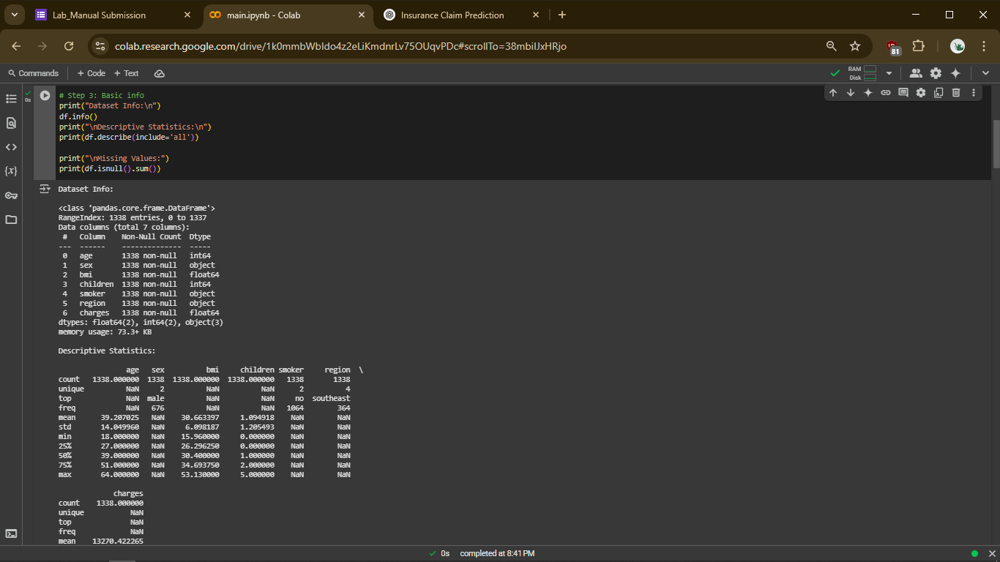 Lab_Manual Submission
main.ipynb - Colab
Insurance Claim Prediction
colab.research.google.com/drive/1k0mmbWbldo4z2eLiKmdnrLv75OUqvPDc#scrollTo=38mbiIJxHRjo
81
Commands + Code + Text
RAM
Disk
0s
# Step 3: Basic info
print("Dataset Info:\n")
df.info()
print("\nDescriptive Statistics:\n")
print(df.describe(include='all'))
print("\nMissing Values:")
print(df.isnull().sum())
{x}
Dataset Info:
<class 'pandas.core.frame.DataFrame'>
RangeIndex: 1338 entries, 0 to 1337
Data columns (total 7 columns):
 #   Column    Non-Null Count  Dtype
---  ------    --------------  -----
 0   age       1338 non-null   int64
 1   sex       1338 non-null   object
 2   bmi       1338 non-null   float64
 3   children  1338 non-null   int64
 4   smoker    1338 non-null   object
 5   region    1338 non-null   object
 6   charges   1338 non-null   float64
dtypes: float64(2), int64(2), object(3)
memory usage: 73.3+ KB
Descriptive Statistics:
                age   sex          bmi     children smoker     region  \
count   1338.000000  1338  1338.000000  1338.000000   1338       1338
unique          NaN     2          NaN          NaN      2          4
top             NaN  male          NaN          NaN     no  southeast
freq            NaN   676          NaN          NaN   1064        364
mean      39.207025   NaN    30.663397     1.094918    NaN        NaN
std       14.049960   NaN     6.098187     1.205493    NaN        NaN
min       18.000000   NaN    15.960000     0.000000    NaN        NaN
25%       27.000000   NaN    26.296250     0.000000    NaN        NaN
50%       39.000000   NaN    30.400000     1.000000    NaN        NaN
75%       51.000000   NaN    34.693750     2.000000    NaN        NaN
max       64.000000   NaN    53.130000     5.000000    NaN        NaN
             charges
count    1338.000000
unique           NaN
top              NaN
freq             NaN
mean    13270.422265
0s completed at 8:41 PM